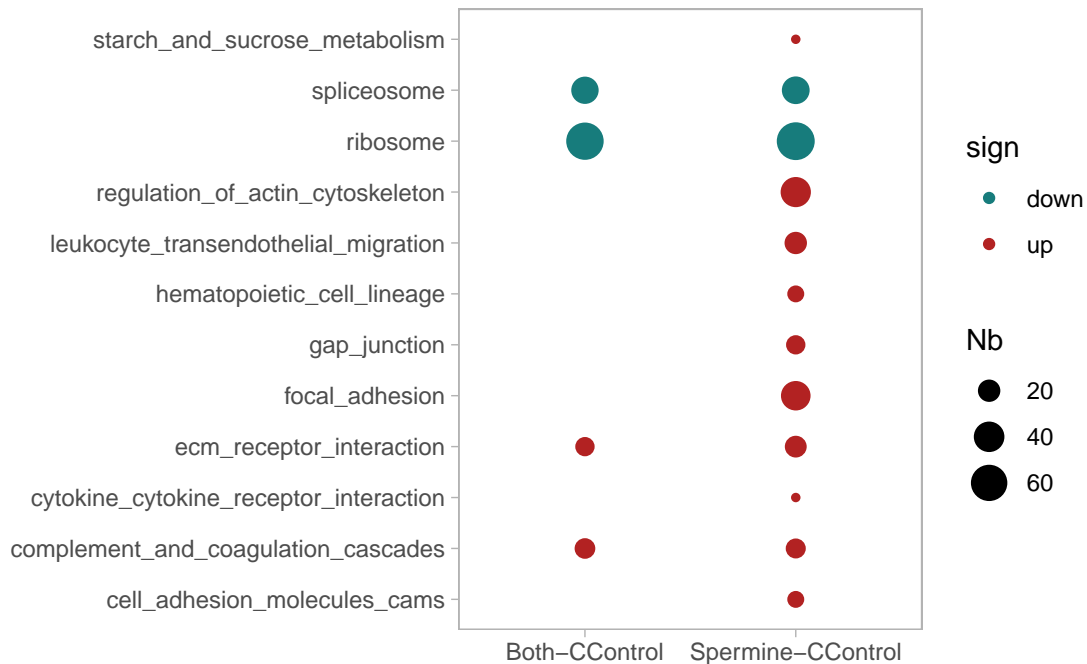 starch_and_sucrose_metabolism
spliceosome
ribosome
regulation_of_actin_cytoskeleton
leukocyte_transendothelial_migration
hematopoietic_cell_lineage
gap_junction
focal_adhesion
ecm_receptor_interaction
cytokine_cytokine_receptor_interaction
complement_and_coagulation_cascades
cell_adhesion_molecules_cams
Both−CControl Spermine−CControl
sign
down
up
Nb
20
40
60